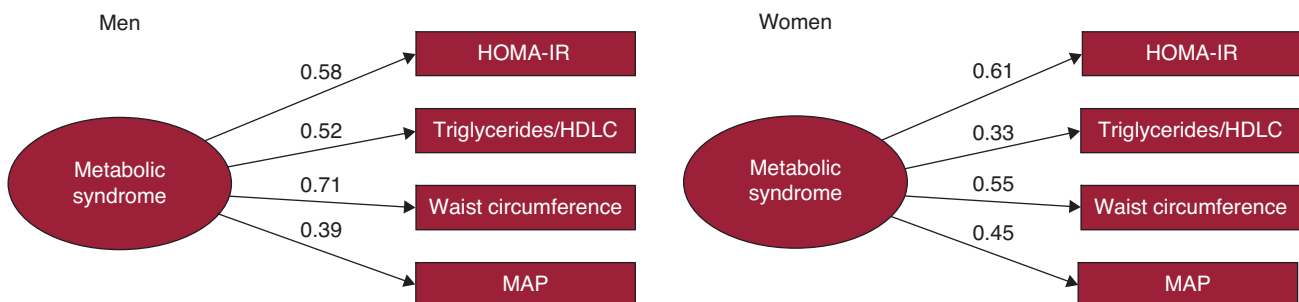 Men
Metabolic
syndrome
0.58
0.52
0.71
0.39
HOMA-IR
Triglycerides/HDLC
Waist circumference
MAP
Women
Metabolic
syndrome
0.61
0.33
0.55
0.45
HOMA-IR
Triglycerides/HDLC
Waist circumference
MAP